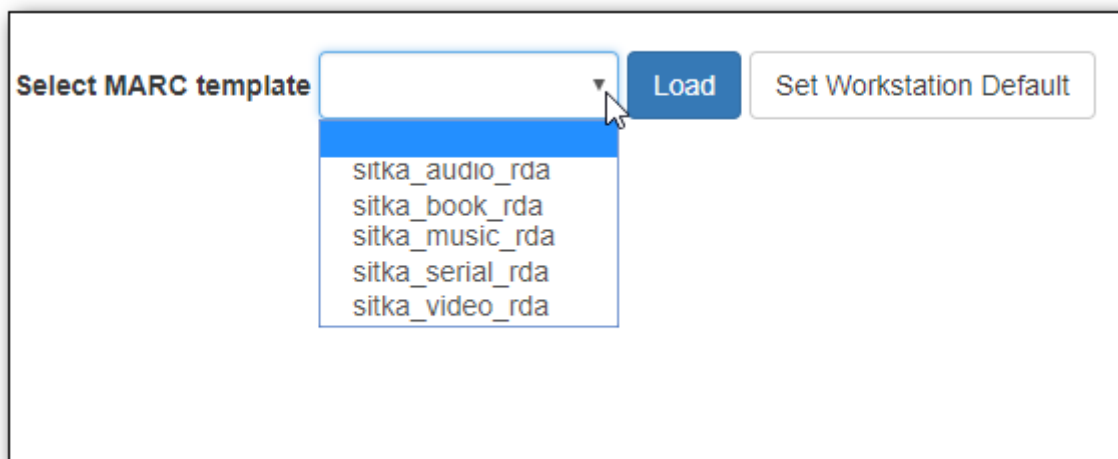 Select MARC template Load Set Workstation Default
sitka_audio_rda
sitka_book_rda
sitka_music_rda
sitka_serial_rda
sitka_video_rda